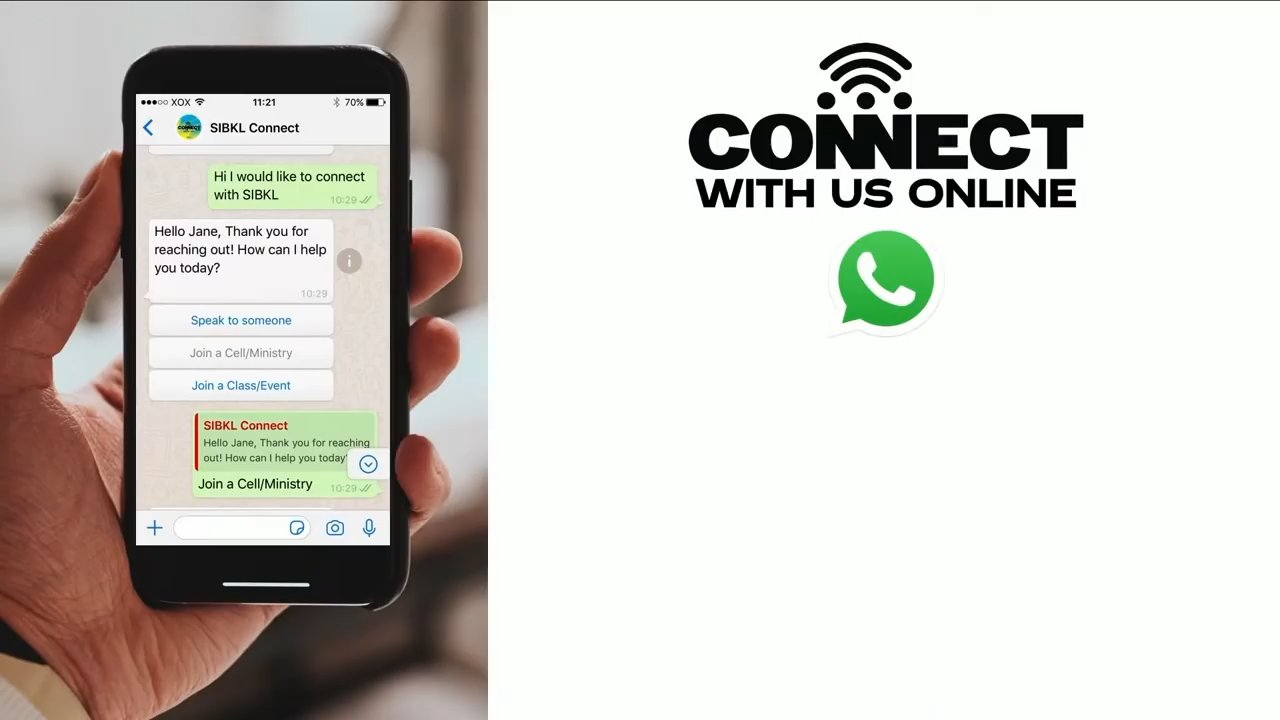 XOX 11:21 70%
SIBKL Connect
Hi I would like to connect
with SIBKL
10:29
Hello Jane, Thank you for
reaching out! How can I help
you today?
10:29
Speak to someone
Join a Cell/Ministry
Join a Class/Event
SIBKL Connect
Hello Jane, Thank you for reaching
out! How can I help you today
Join a Cell/Ministry 10:29
CONNECT
WITH US ONLINE